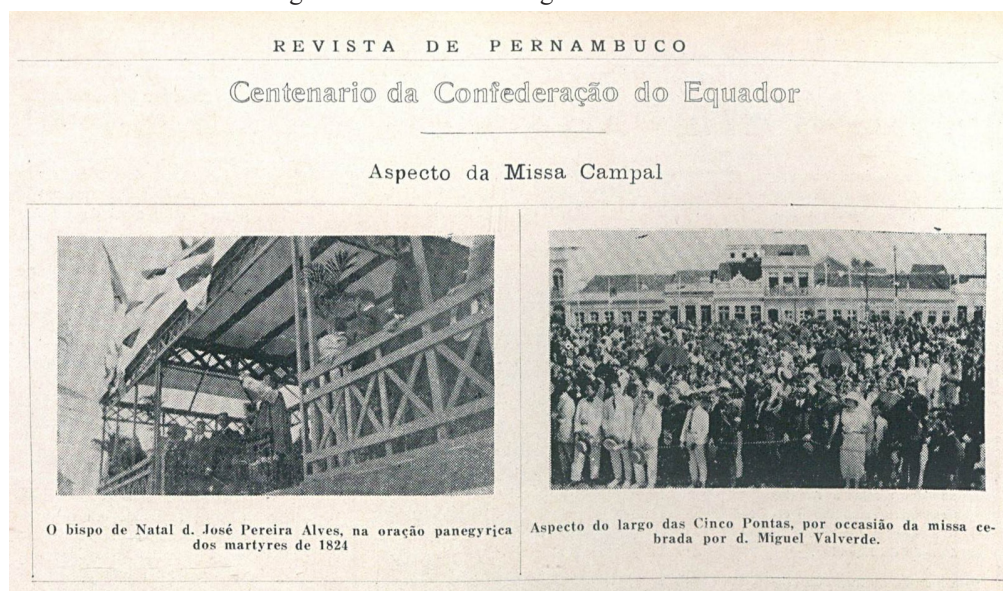 REVISTA DE PERNAMBUCO
Centenario da Confederação do Equador
Aspecto da Missa Campal
O bispo de Natal d. José Pereira Alves, na oração panegyrica
dos martyres de 1824
Aspecto do largo das Cinco Pontas, por occasião da missa ce-
brada por d. Miguel Valverde.